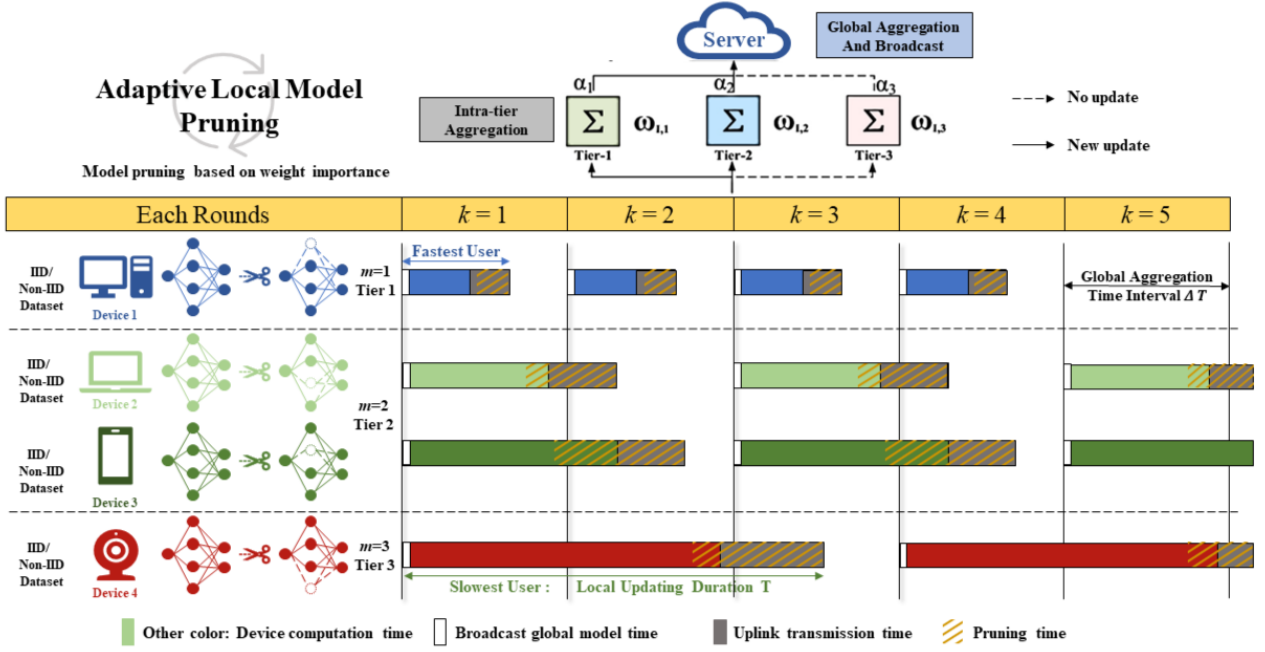 Server
Global Aggregation
And Broadcast
Adaptive Local Model
Pruning
Model pruning based on weight importance
Intra-tier
Aggregation
α1 α2 α3
Σ ω1,1 Σ ω1,2 Σ ω1,3
Tier-1 Tier-2 Tier-3
No update
New update
Each Rounds k = 1 k = 2 k = 3 k = 4 k = 5
IID/
Non-IID
Dataset
Device 1
m=1
Tier 1
Fastest User
Global Aggregation
Time Interval Δ T
IID/
Non-IID
Dataset
Device 2
m=2
Tier 2
IID/
Non-IID
Dataset
Device 3
IID/
Non-IID
Dataset
Device 4
m=3
Tier 3
Slowest User : Local Updating Duration T
Other color: Device computation time
Broadcast global model time
Uplink transmission time
Pruning time